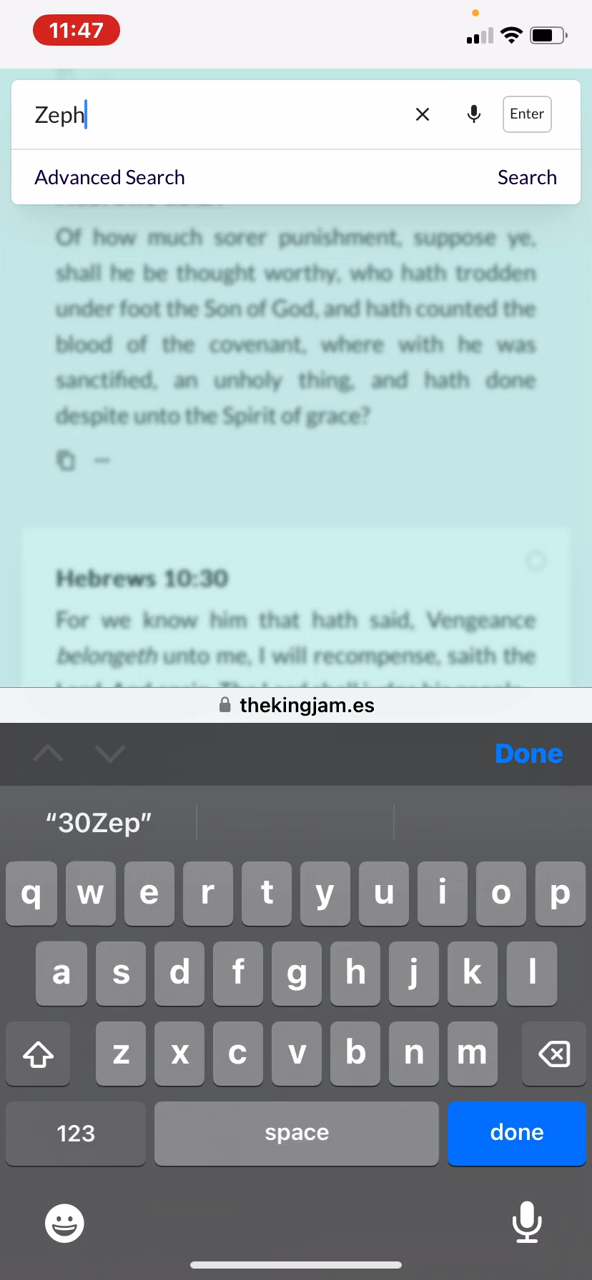 11:47
Zeph
Enter
Advanced Search
Search
Of how much sorer punishment, suppose ye,
shall he be thought worthy, who hath trodden
under foot the Son of God, and hath counted the
blood of the covenant, where with he was
sanctified, an unholy thing, and hath done
despite unto the Spirit of grace?
Hebrews 10:30
For we know him that hath said, Vengeance
belongeth unto me, I will recompense, saith the
thekingjam.es
Done
“30Zep”
q w e r t y u i o p
a s d f g h j k l
z x c v b n m
123 space done